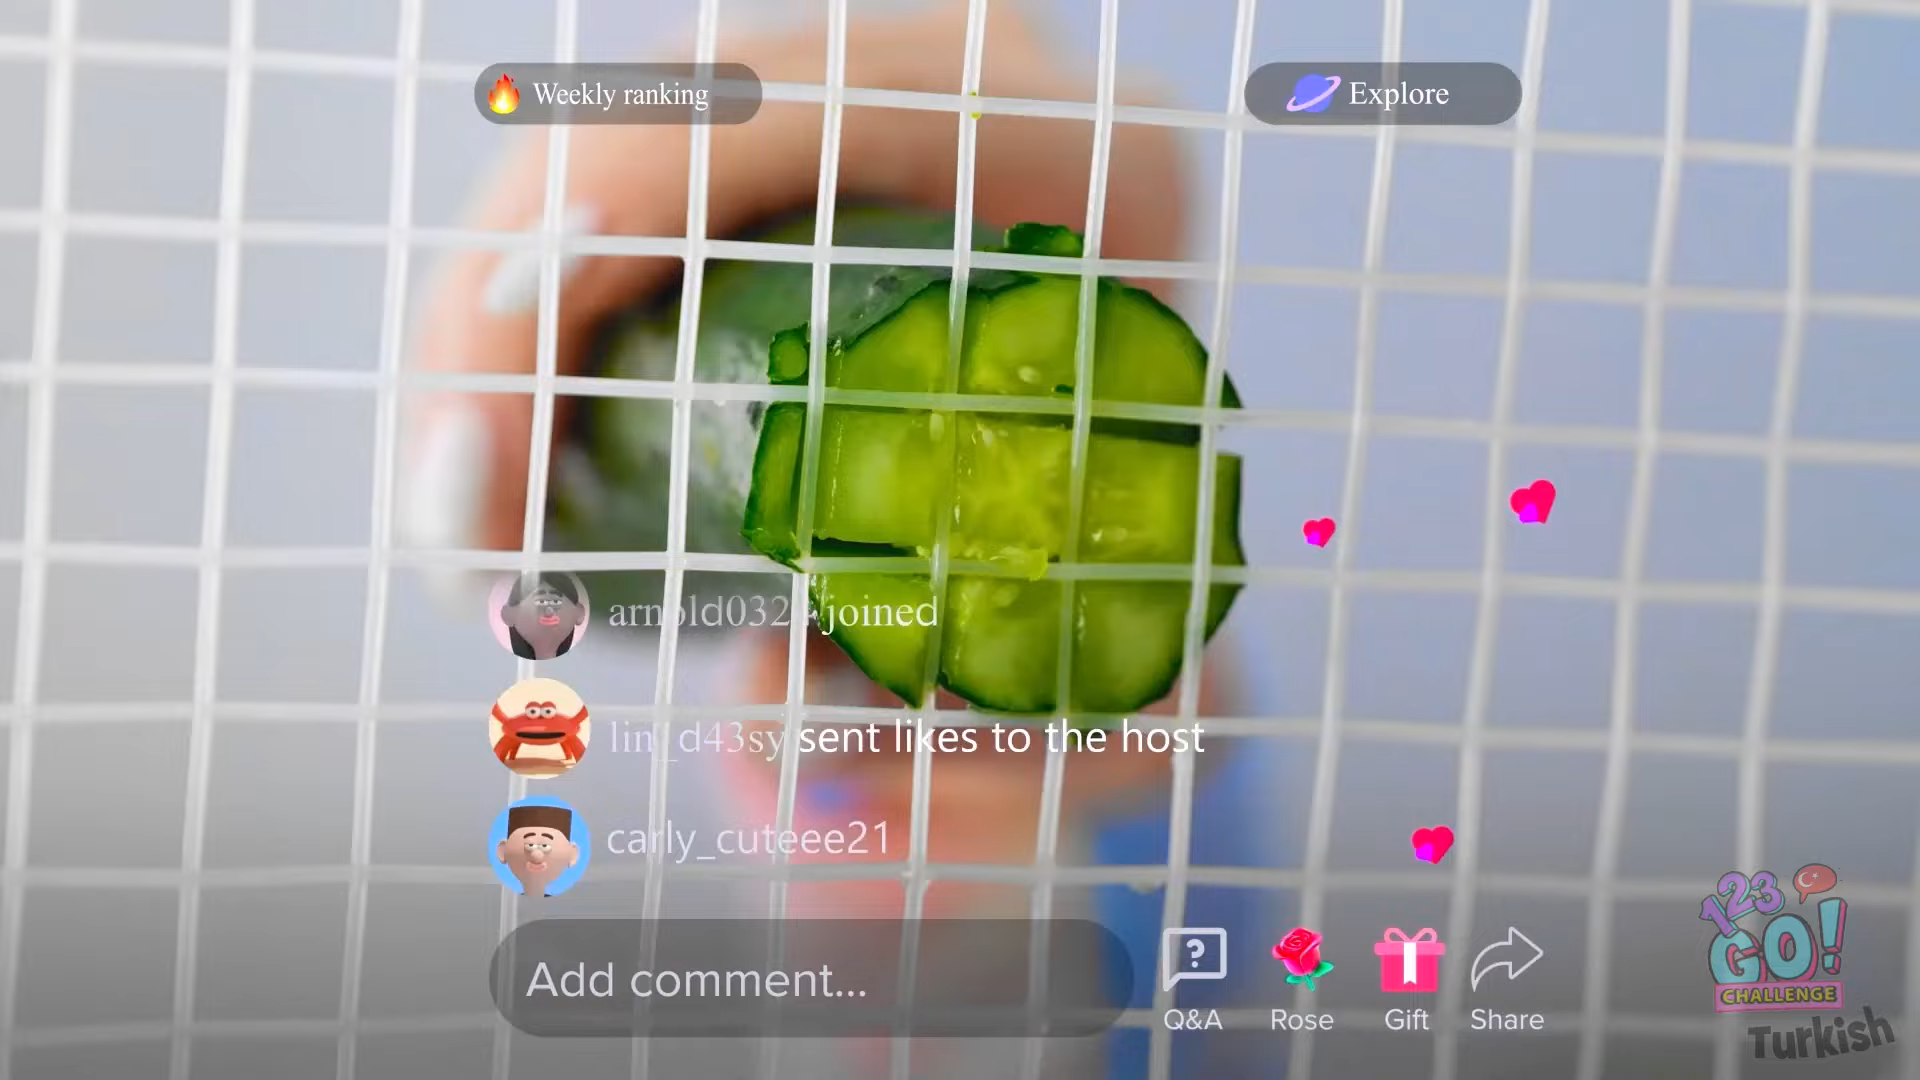 Weekly ranking
Explore
joined
sent likes to the host
carly_cuteee21
Add comment...
Q&A
Rose
Gift
Share
123
GO!
CHALLENGE
Turkish